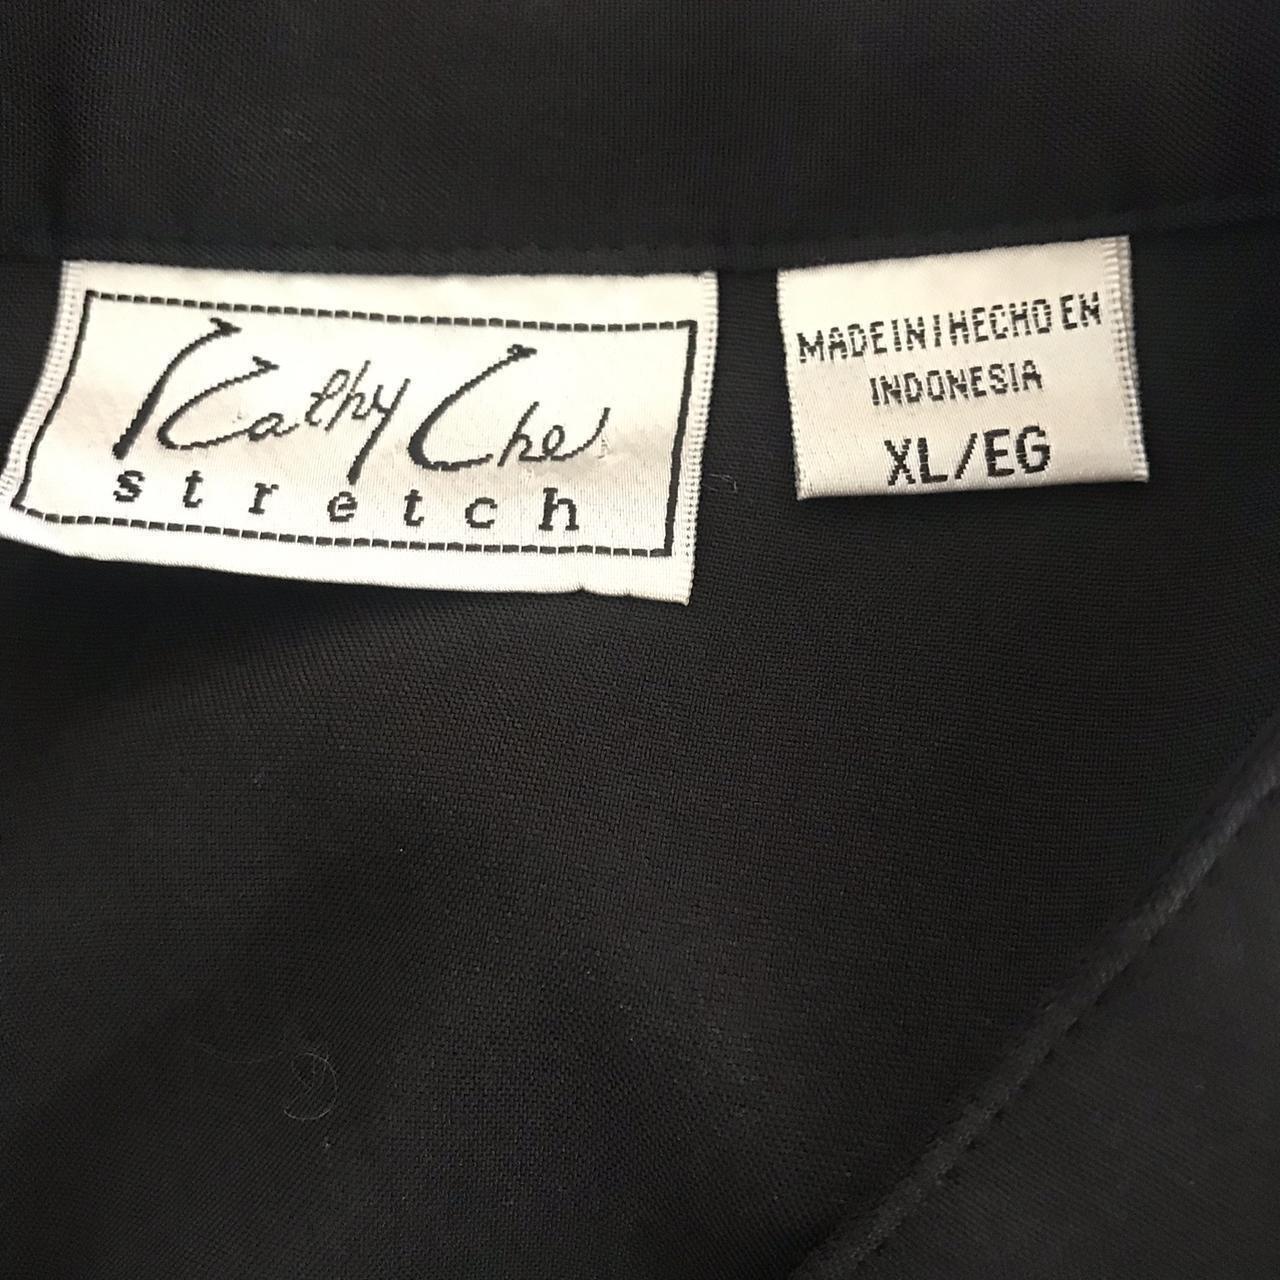 Kathy Che
stretch
MADE IN / HECHO EN
INDONESIA
XL/EG